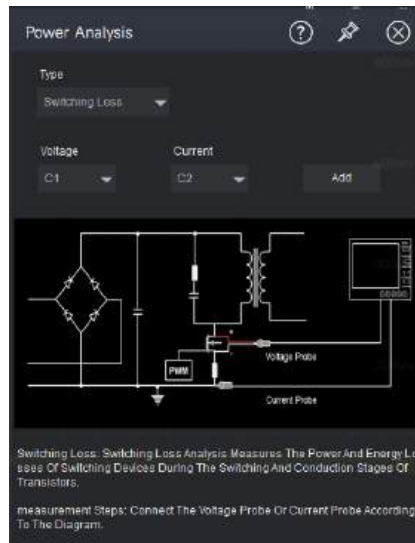 Power Analysis
Type
Switching Loss
Voltage Current
C1 C2 Add
PWM
Voltage Probe
Current Probe
Switching Loss: Switching Loss Analysis Measures The Power And Energy Lo
sses Of Switching Devices During The Switching And Conduction Stages Of
Transistors.
measurement Steps: Connect The Voltage Probe Or Current Probe According
To The Diagram.